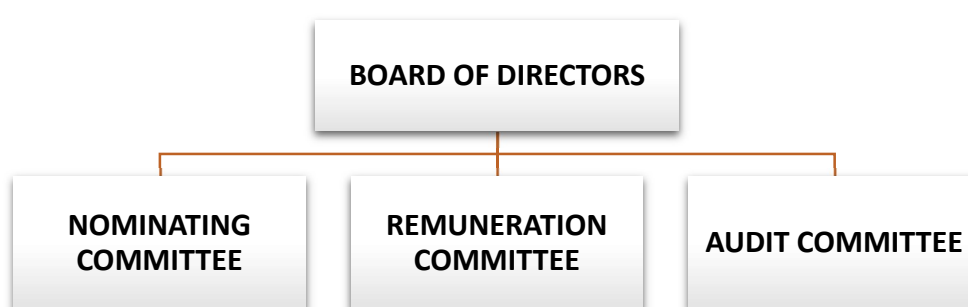 BOARD OF DIRECTORS
NOMINATING
COMMITTEE
REMUNERATION
COMMITTEE
AUDIT COMMITTEE